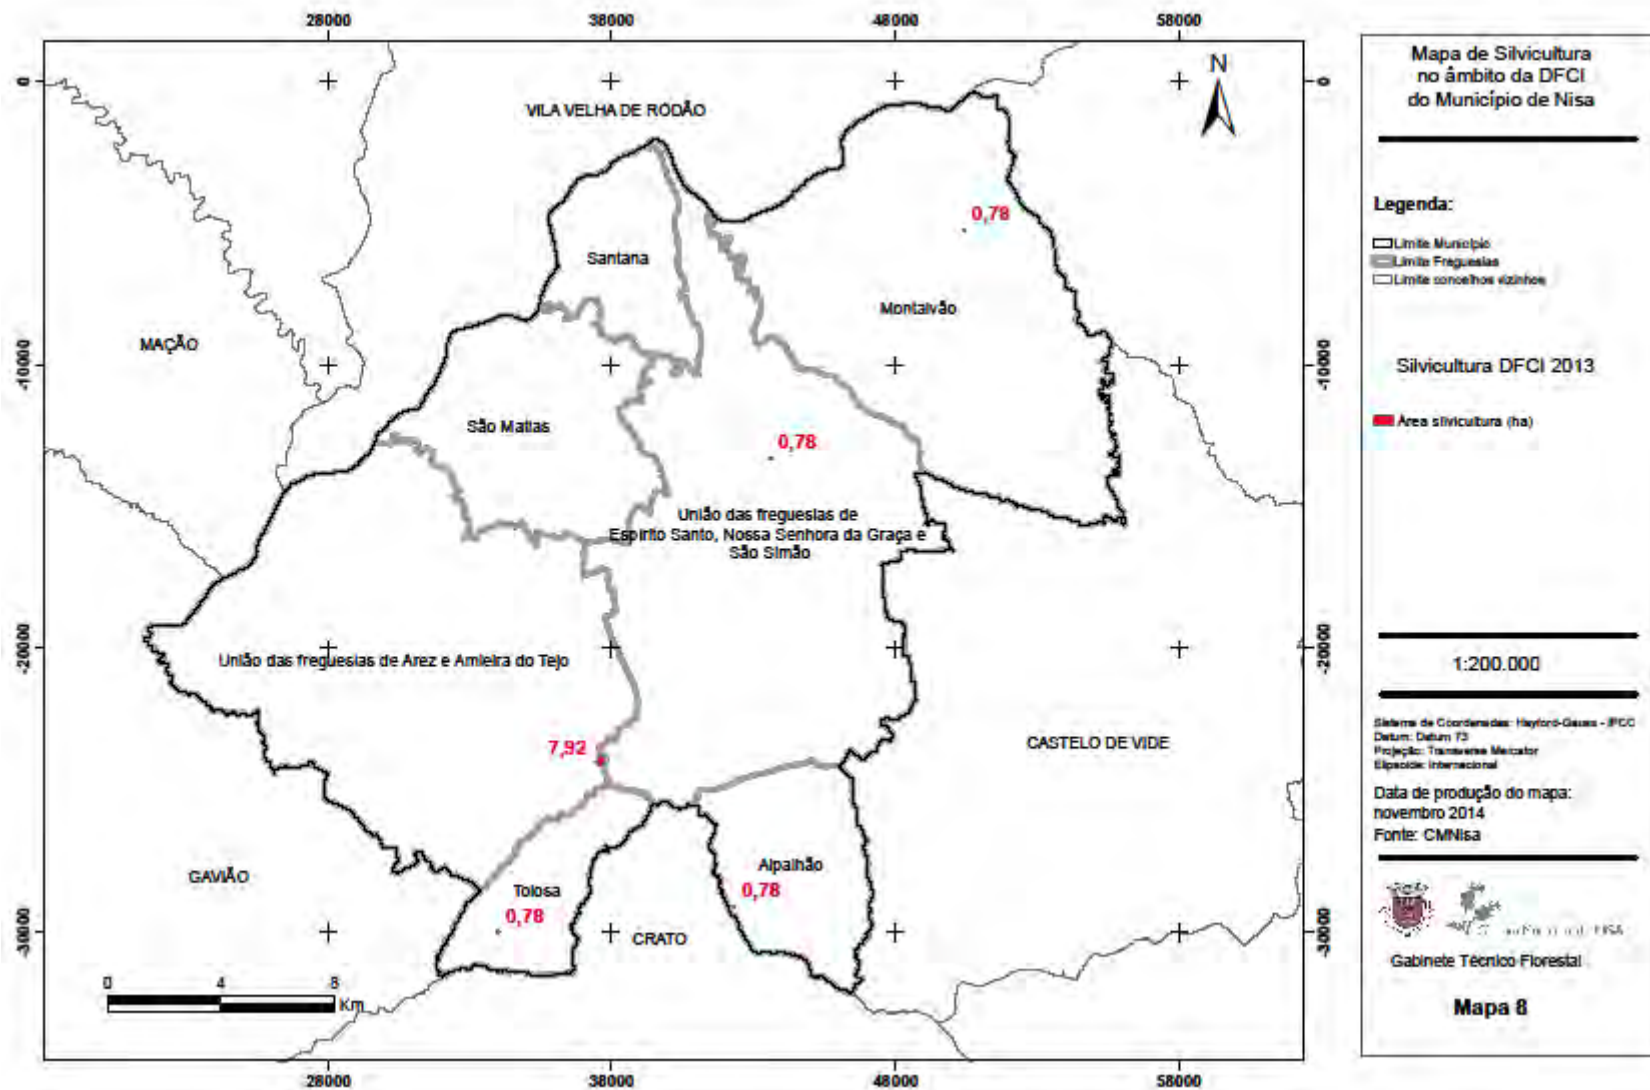 28000 38000 48000 58000
0
-10000
-20000
-30000
0
-10000
-20000
-30000
28000 38000 48000 58000
N
VILA VELHA DE RODÃO
0,78
Santana
Montalvão
MAÇÃO
São Matias
0,78
União das freguesias de
Espirito Santo, Nossa Senhora da Graça e
São Simão
União das freguesias de Arez e Amieira do Tejo
7,92
CASTELO DE VIDE
GAVIÃO
Tolosa
0,78
Alpalhão
0,78
CRATO
0 4 8
Km
Mapa de Silvicultura
no âmbito da DFCI
do Município de Nisa
Legenda:
Limite Município
Limite Freguesias
Limite concelhos vizinhos
Silvicultura DFCI 2013
Área silvicultura (ha)
1:200.000
Sistema de Coordenadas: Hayford-Gauss - IPCC
Datum: Datum 73
Projeção: Transverse Mercator
Elipsoide: Internacional
Data de produção do mapa:
novembro 2014
Fonte: CMNisa
Gabinete Técnico Florestal
Mapa 8